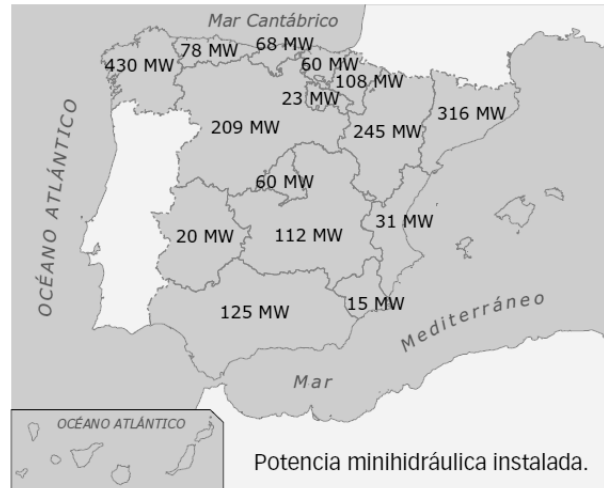 Mar Cantábrico
68 MW
78 MW
430 MW
60 MW
108 MW
23 MW
316 MW
209 MW
245 MW
60 MW
31 MW
20 MW
112 MW
15 MW
125 MW
OCÉANO ATLÁNTICO
Mediterráneo
Mar
OCÉANO ATLÁNTICO
Potencia minihidráulica instalada.